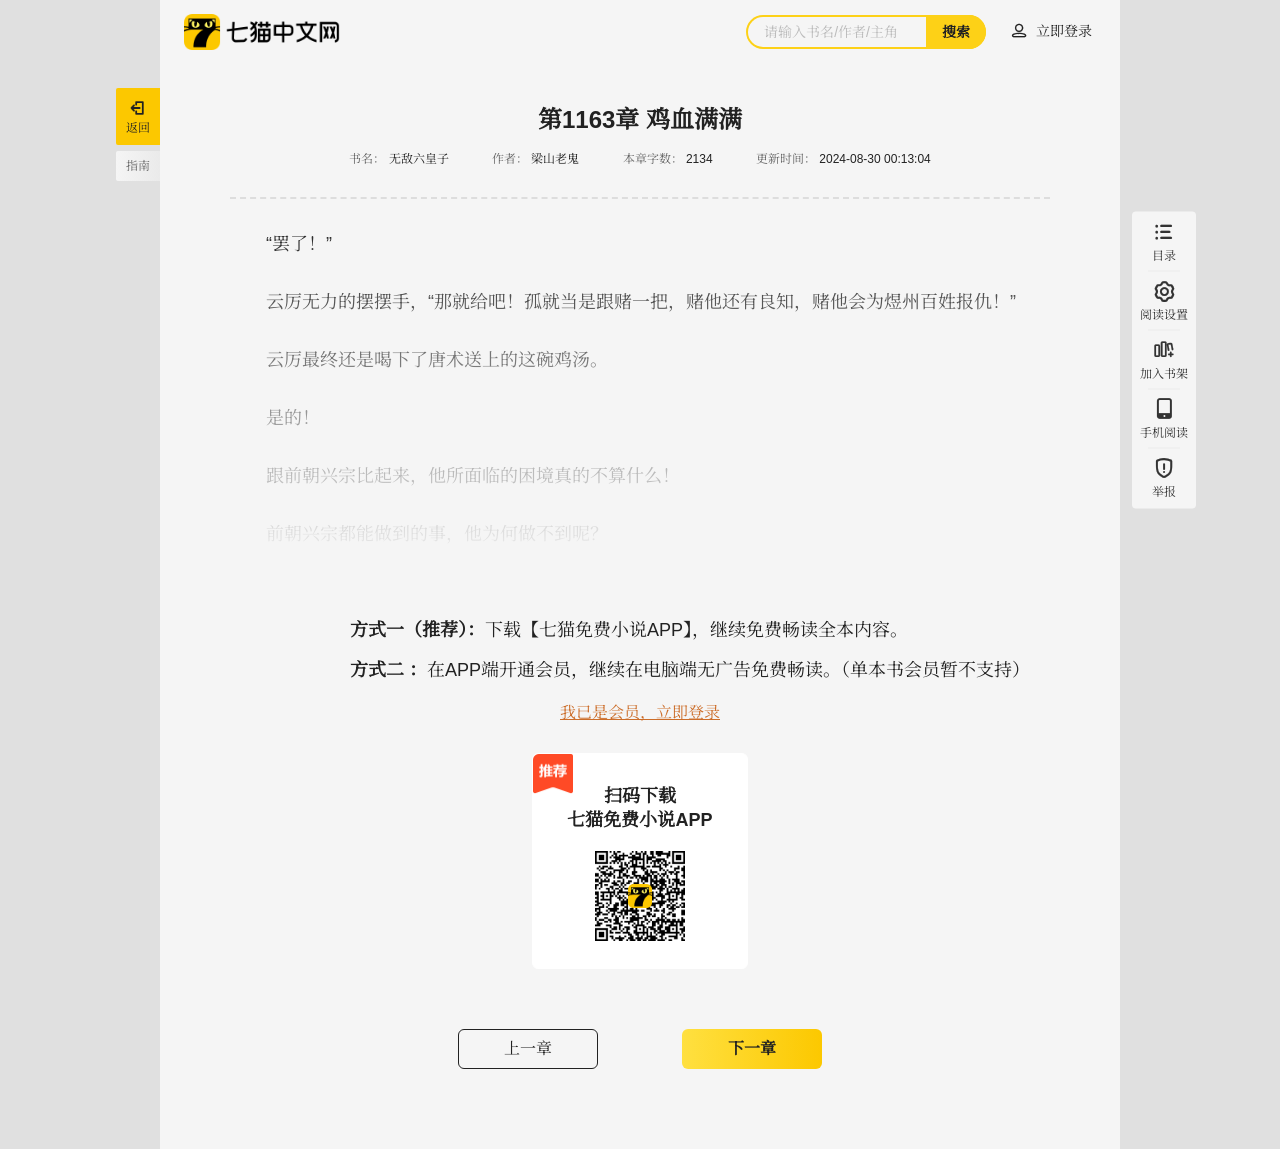 七猫中文网
请输入书名/作者/主角
搜索
立即登录
返回
指南
第1163章 鸡血满满
书名： 无敌六皇子 作者： 梁山老鬼 本章字数： 2134 更新时间： 2024-08-30 00:13:04
“罢了！”
云厉无力的摆摆手，“那就给吧！孤就当是跟赌一把，赌他还有良知，赌他会为煜州百姓报仇！”
云厉最终还是喝下了唐术送上的这碗鸡汤。
是的！
跟前朝兴宗比起来，他所面临的困境真的不算什么！
前朝兴宗都能做到的事，他为何做不到呢？
目录
阅读设置
加入书架
手机阅读
举报
方式一（推荐）：下载【七猫免费小说APP】，继续免费畅读全本内容。
方式二 ：在APP端开通会员，继续在电脑端无广告免费畅读。（单本书会员暂不支持）
我已是会员，立即登录
推荐
扫码下载
七猫免费小说APP
上一章
下一章